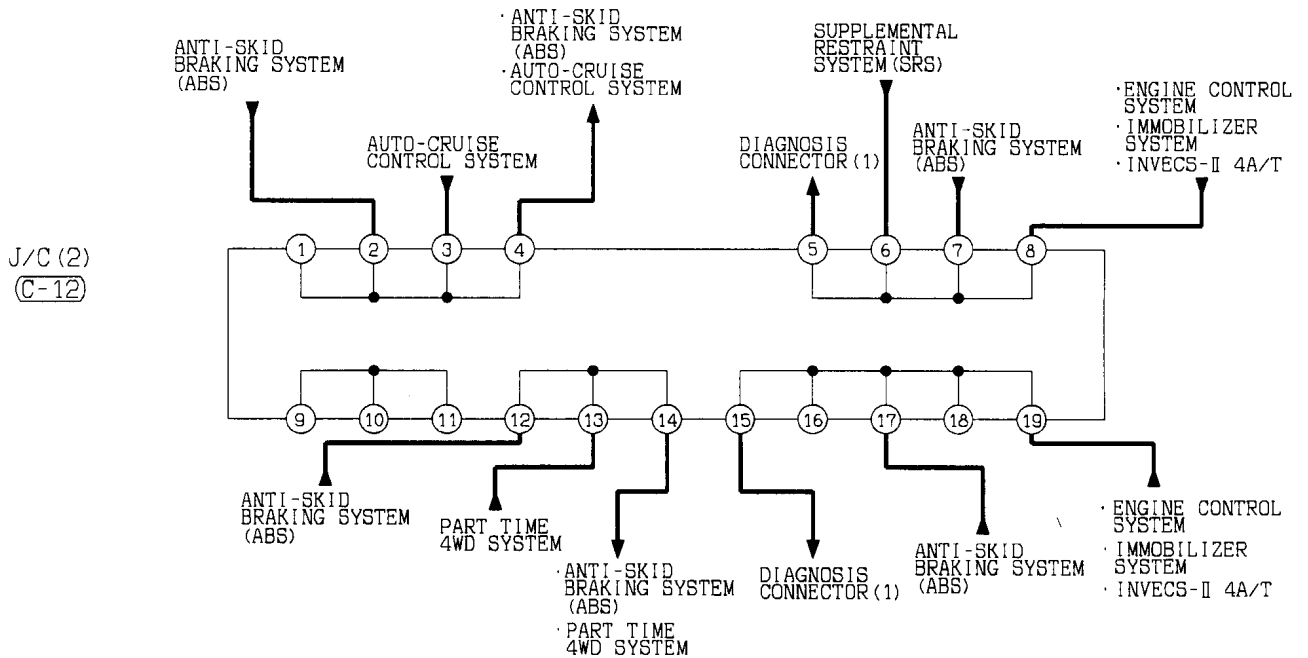 ANTI-SKID
BRAKING SYSTEM
(ABS)
· ANTI-SKID
BRAKING SYSTEM
(ABS)
· AUTO-CRUISE
CONTROL SYSTEM
AUTO-CRUISE
CONTROL SYSTEM
SUPPLEMENTAL
RESTRAINT
SYSTEM (SRS)
DIAGNOSIS
CONNECTOR (1)
ANTI-SKID
BRAKING SYSTEM
(ABS)
· ENGINE CONTROL
SYSTEM
· IMMOBILIZER
SYSTEM
· INVECS-II 4A/T
J/C (2)
C-12
1 2 3 4 5 6 7 8
9 10 11 12 13 14 15 16 17 18 19
ANTI-SKID
BRAKING SYSTEM
(ABS)
PART TIME
4WD SYSTEM
· ANTI-SKID
BRAKING SYSTEM
(ABS)
· PART TIME
4WD SYSTEM
DIAGNOSIS
CONNECTOR (1)
ANTI-SKID
BRAKING SYSTEM
(ABS)
· ENGINE CONTROL
SYSTEM
· IMMOBILIZER
SYSTEM
· INVECS-II 4A/T